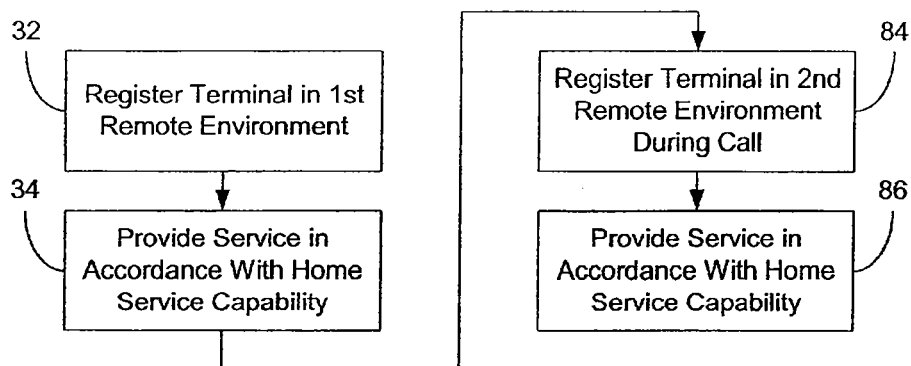 32
Register Terminal in 1st
Remote Environment
34
Provide Service in
Accordance With Home
Service Capability
84
Register Terminal in 2nd
Remote Environment
During Call
86
Provide Service in
Accordance With Home
Service Capability